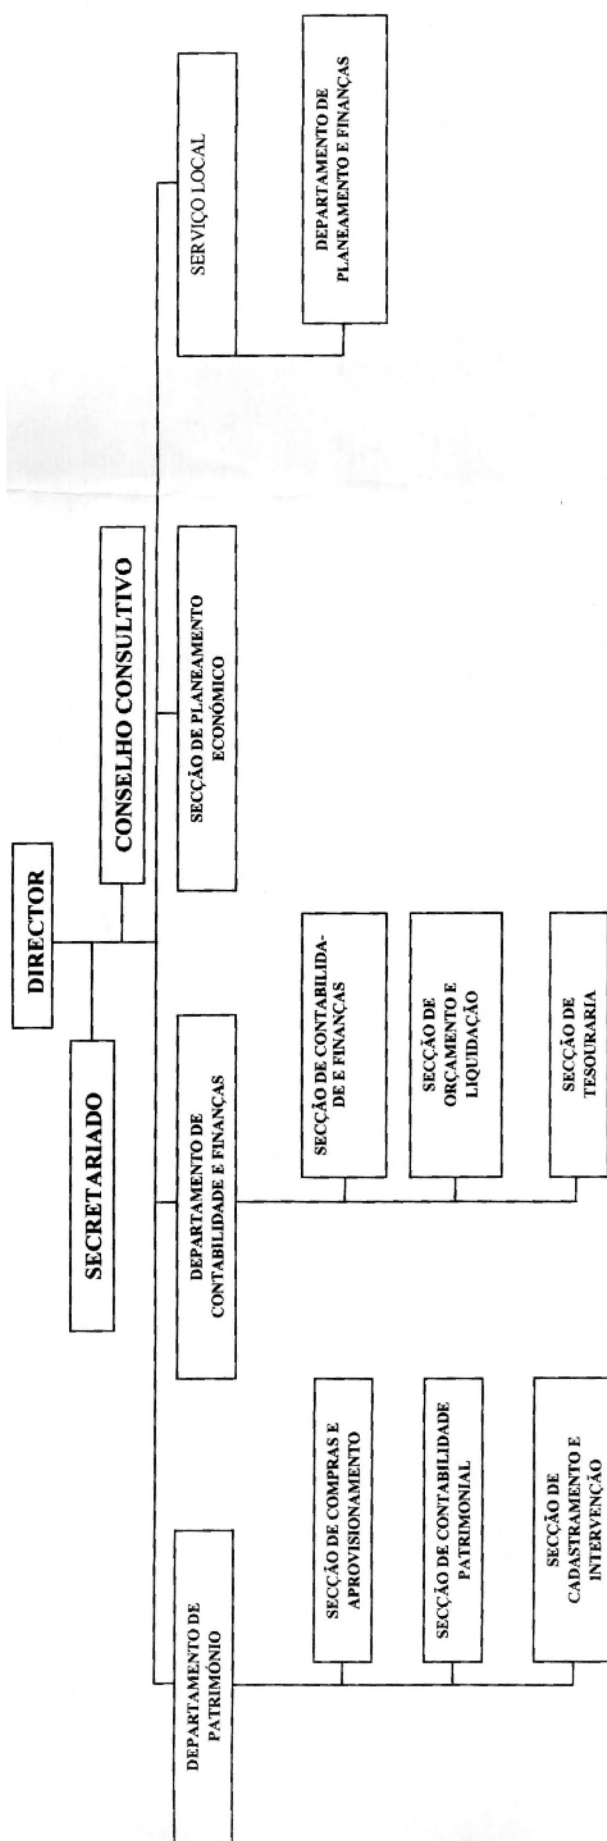 DIRECTOR
SECRETARIADO
CONSELHO CONSULTIVO
DEPARTAMENTO DE
PATRIMÓNIO
DEPARTAMENTO DE
CONTABILIDADE E FINANÇAS
SECÇÃO DE PLANEAMENTO
ECONÓMICO
SERVIÇO LOCAL
SECÇÃO DE COMPRAS E
APROVISIONAMENTO
SECÇÃO DE CONTABILIDADE
PATRIMONIAL
SECÇÃO DE
CADASTRAMENTO E
INTERVENÇÃO
SECÇÃO DE CONTABILIDA-
DE E FINANÇAS
SECÇÃO DE
ORÇAMENTO E
LIQUIDAÇÃO
SECÇÃO DE
TESOURARIA
DEPARTAMENTO DE
PLANEAMENTO E FINANÇAS